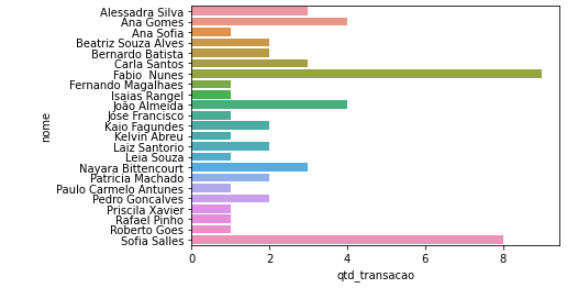 Alessadra Silva
Ana Gomes
Ana Sofia
Beatriz Souza Alves
Bernardo Batista
Carla Santos
Fabio  Nunes
Fernando Magalhaes
Isaias Rangel
João Almeida
Jose Francisco
Kaio Fagundes
Kelvin Abreu
Laiz Santorio
Leia Souza
Nayara Bittencourt
Patricia Machado
Paulo Carmelo Antunes
Pedro Goncalves
Priscila Xavier
Rafael Pinho
Roberto Goes
Sofia Salles
nome
0 2 4 6 8
qtd_transacao